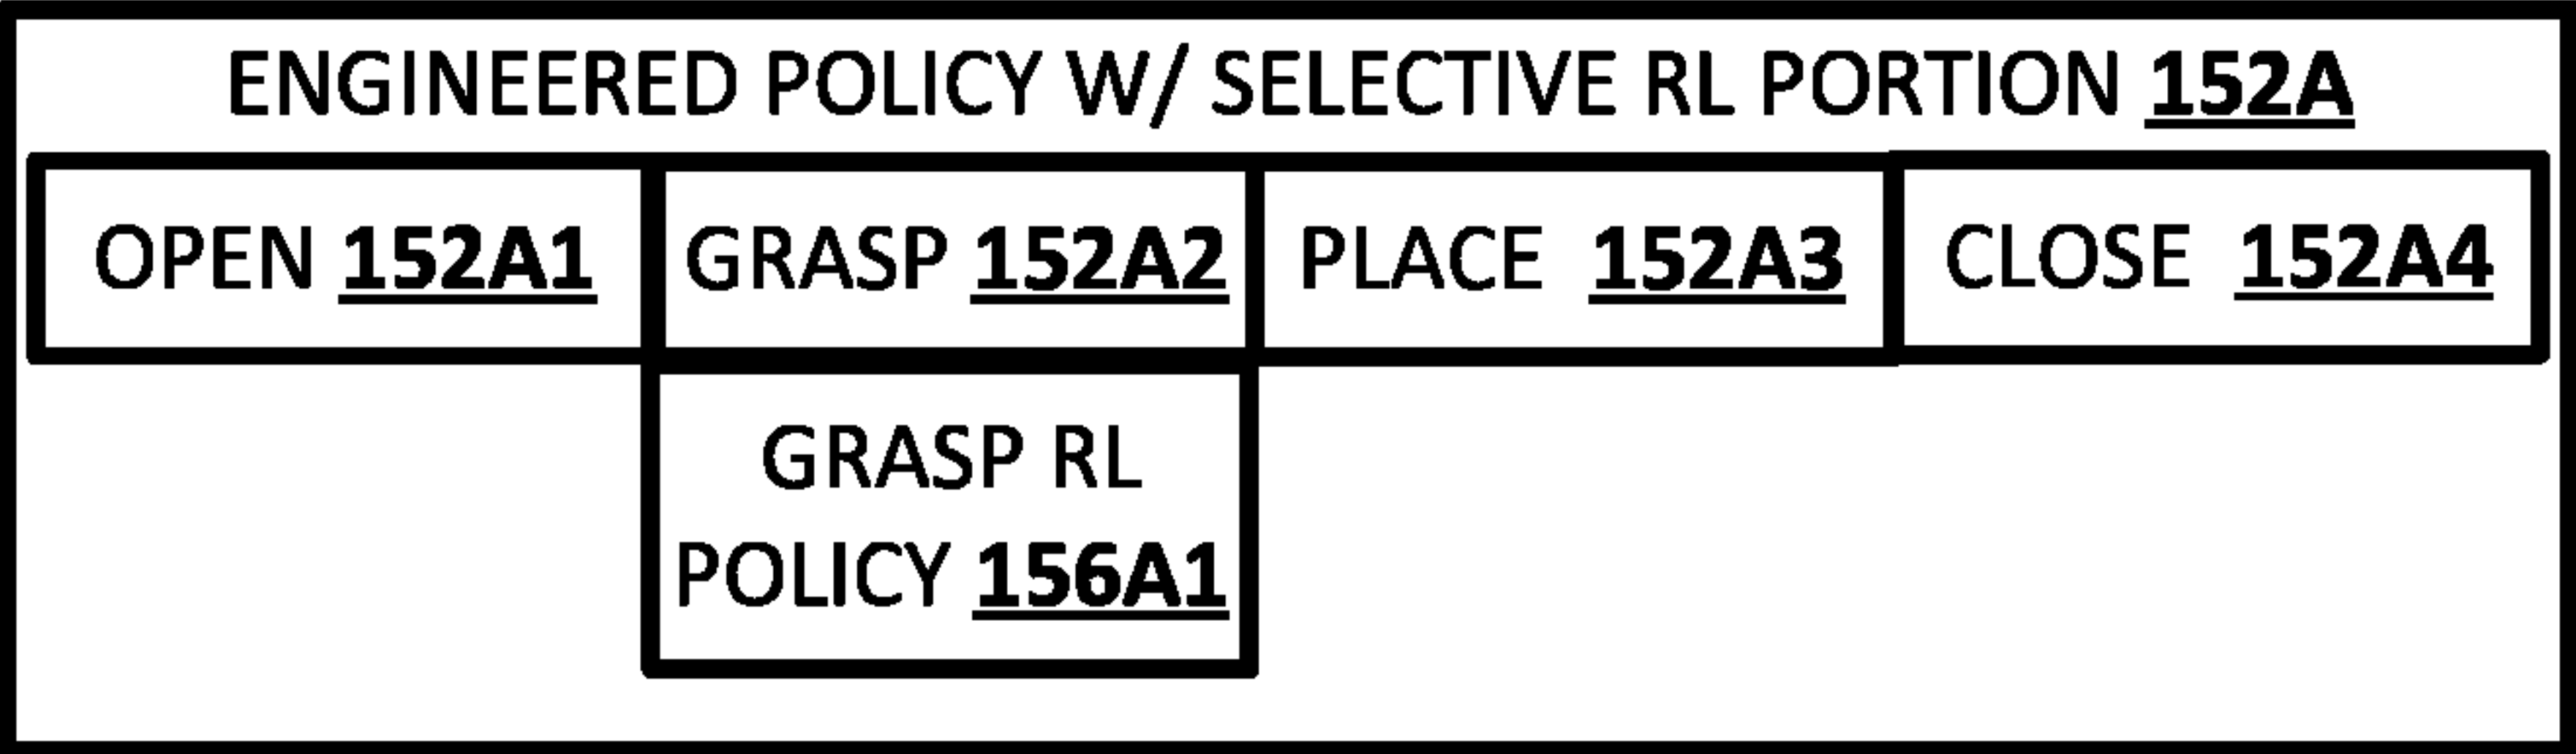 ENGINEERED POLICY W/ SELECTIVE RL PORTION 152A
OPEN 152A1
GRASP 152A2
PLACE 152A3
CLOSE 152A4
GRASP RL
POLICY 156A1